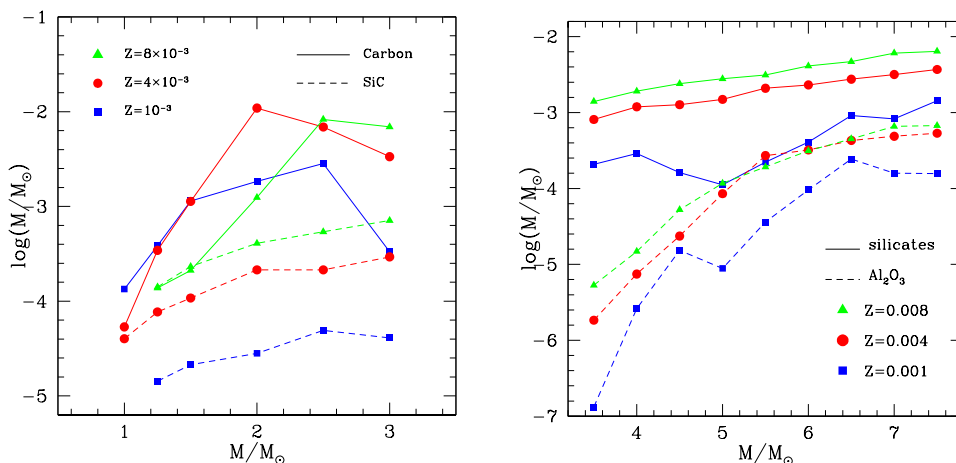 −1
−2
−3
−4
−5
log(M/M⊙)
Z=8×10⁻³
Z=4×10⁻³
Z=10⁻³
Carbon
SiC
1
2
3
M/M⊙
−2
−3
−4
−5
−6
−7
log(M/M⊙)
silicates
Al₂O₃
Z=0.008
Z=0.004
Z=0.001
4
5
6
7
M/M⊙